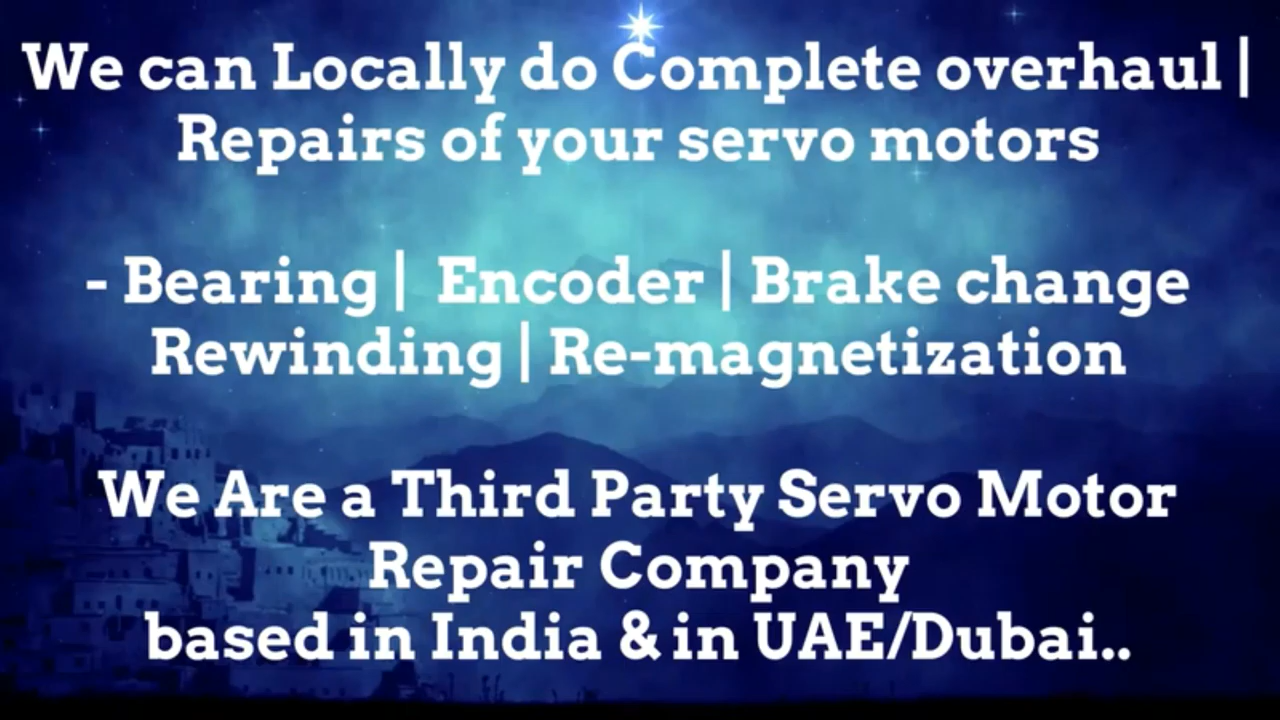 We can Locally do Complete overhaul |
Repairs of your servo motors
- Bearing | Encoder | Brake change
Rewinding | Re-magnetization
We Are a Third Party Servo Motor
Repair Company
based in India & in UAE/Dubai..